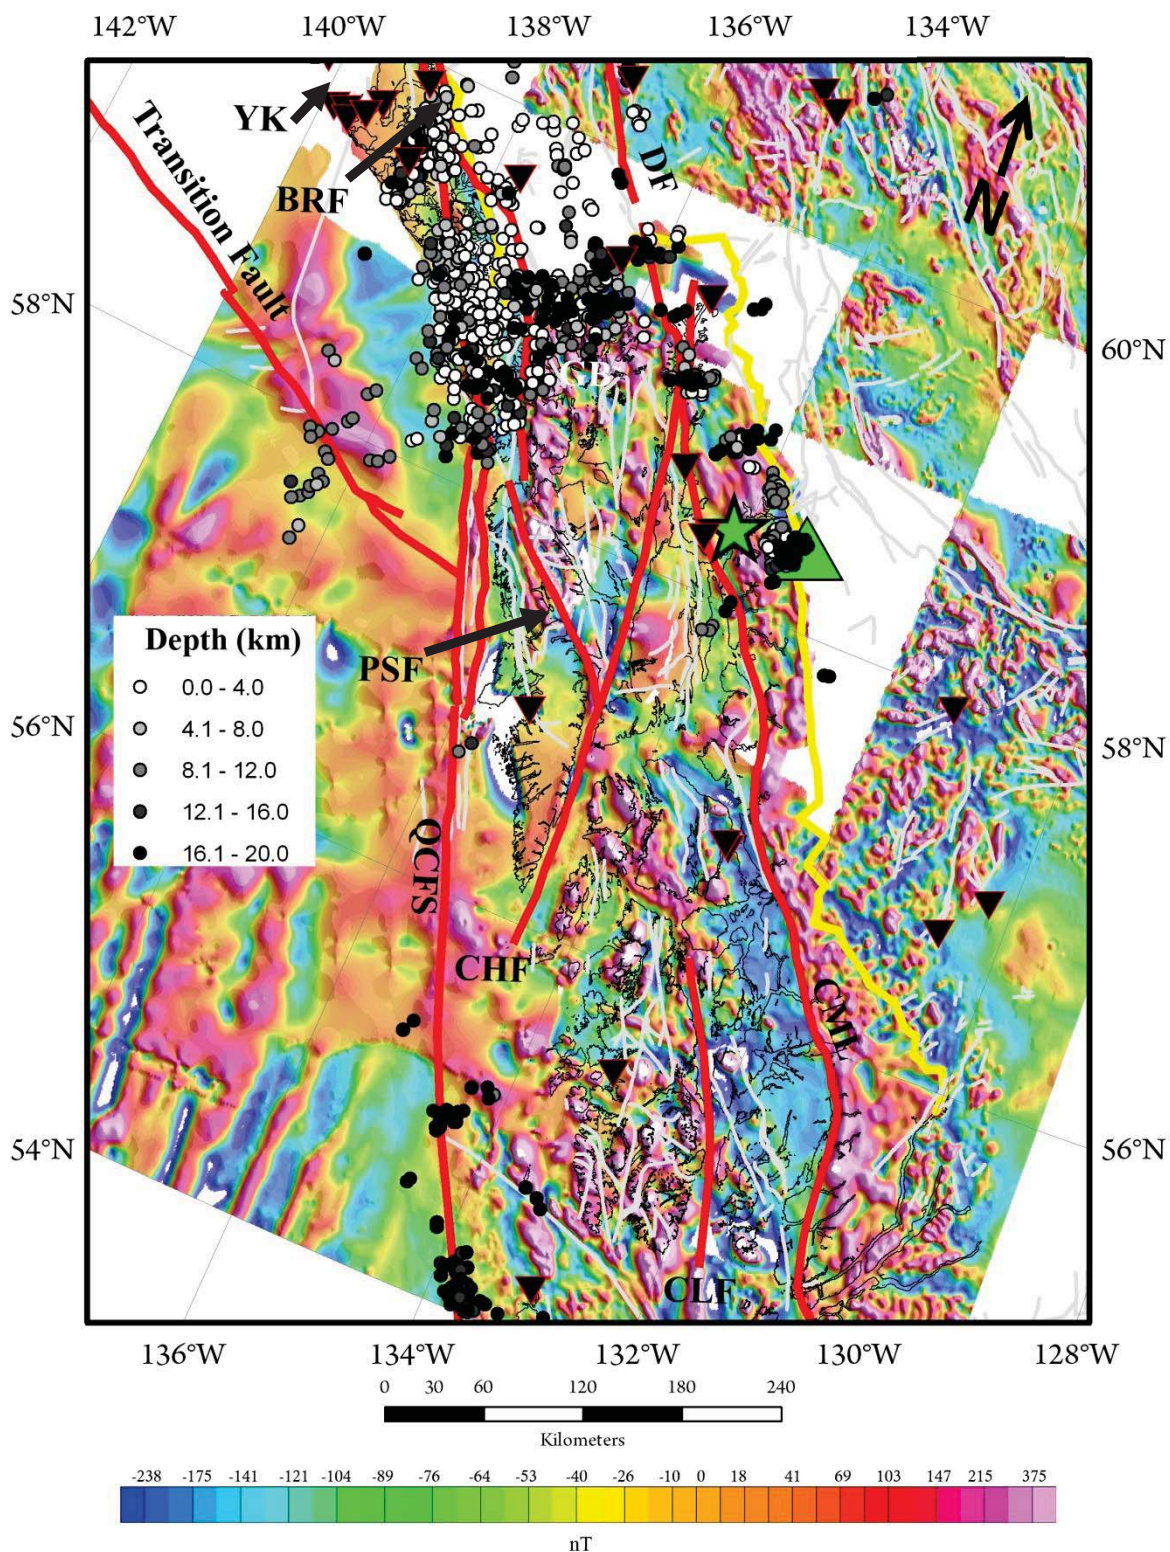 142°W 140°W 138°W 136°W 134°W
YK
Transition Fault
BRF
DF
N
58°N
60°N
GB
Depth (km)
0.0 - 4.0
4.1 - 8.0
8.1 - 12.0
12.1 - 16.0
16.1 - 20.0
PSF
56°N
58°N
QCFS
CHF
CML
54°N
56°N
CLF
136°W 134°W 132°W 130°W 128°W
0 30 60 120 180 240
Kilometers
-238 -175 -141 -121 -104 -89 -76 -64 -53 -40 -26 -10 0 18 41 69 103 147 215 375
nT